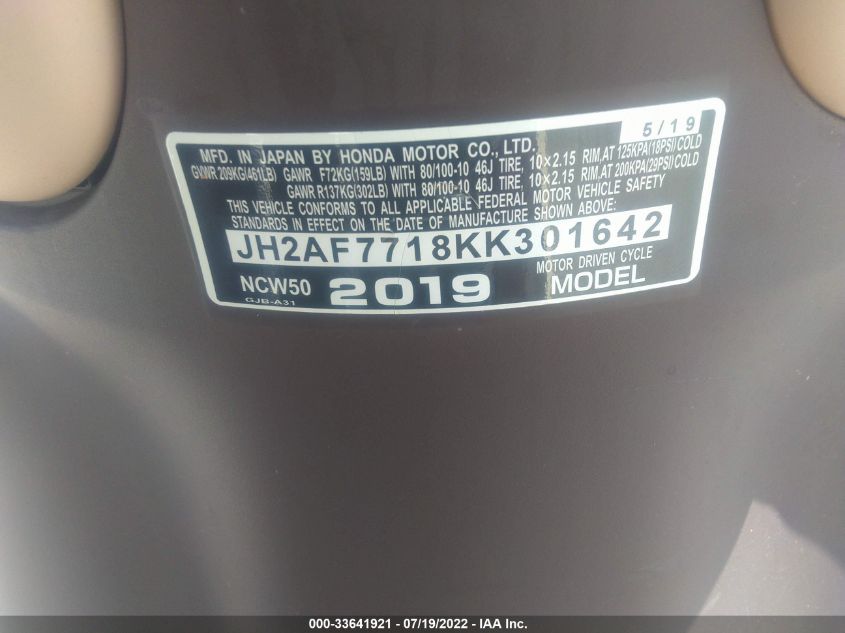 5/19
MFD. IN JAPAN BY HONDA MOTOR CO., LTD.
GVWR 209KG(461LB) GAWR F72KG(159LB) WITH 80/100-10 46J TIRE, 10×2.15 RIM,AT 125KPA(18PSI)COLD
GAWR R137KG(302LB) WITH 80/100-10 46J TIRE, 10×2.15 RIM,AT 200KPA(29PSI)COLD
THIS VEHICLE CONFORMS TO ALL APPLICABLE FEDERAL MOTOR VEHICLE SAFETY
STANDARDS IN EFFECT ON THE DATE OF MANUFACTURE SHOWN ABOVE.
JH2AF7718KK301642
MOTOR DRIVEN CYCLE
NCW50 2019 MODEL
GJB-A31
000-33641921 - 07/19/2022 - IAA Inc.